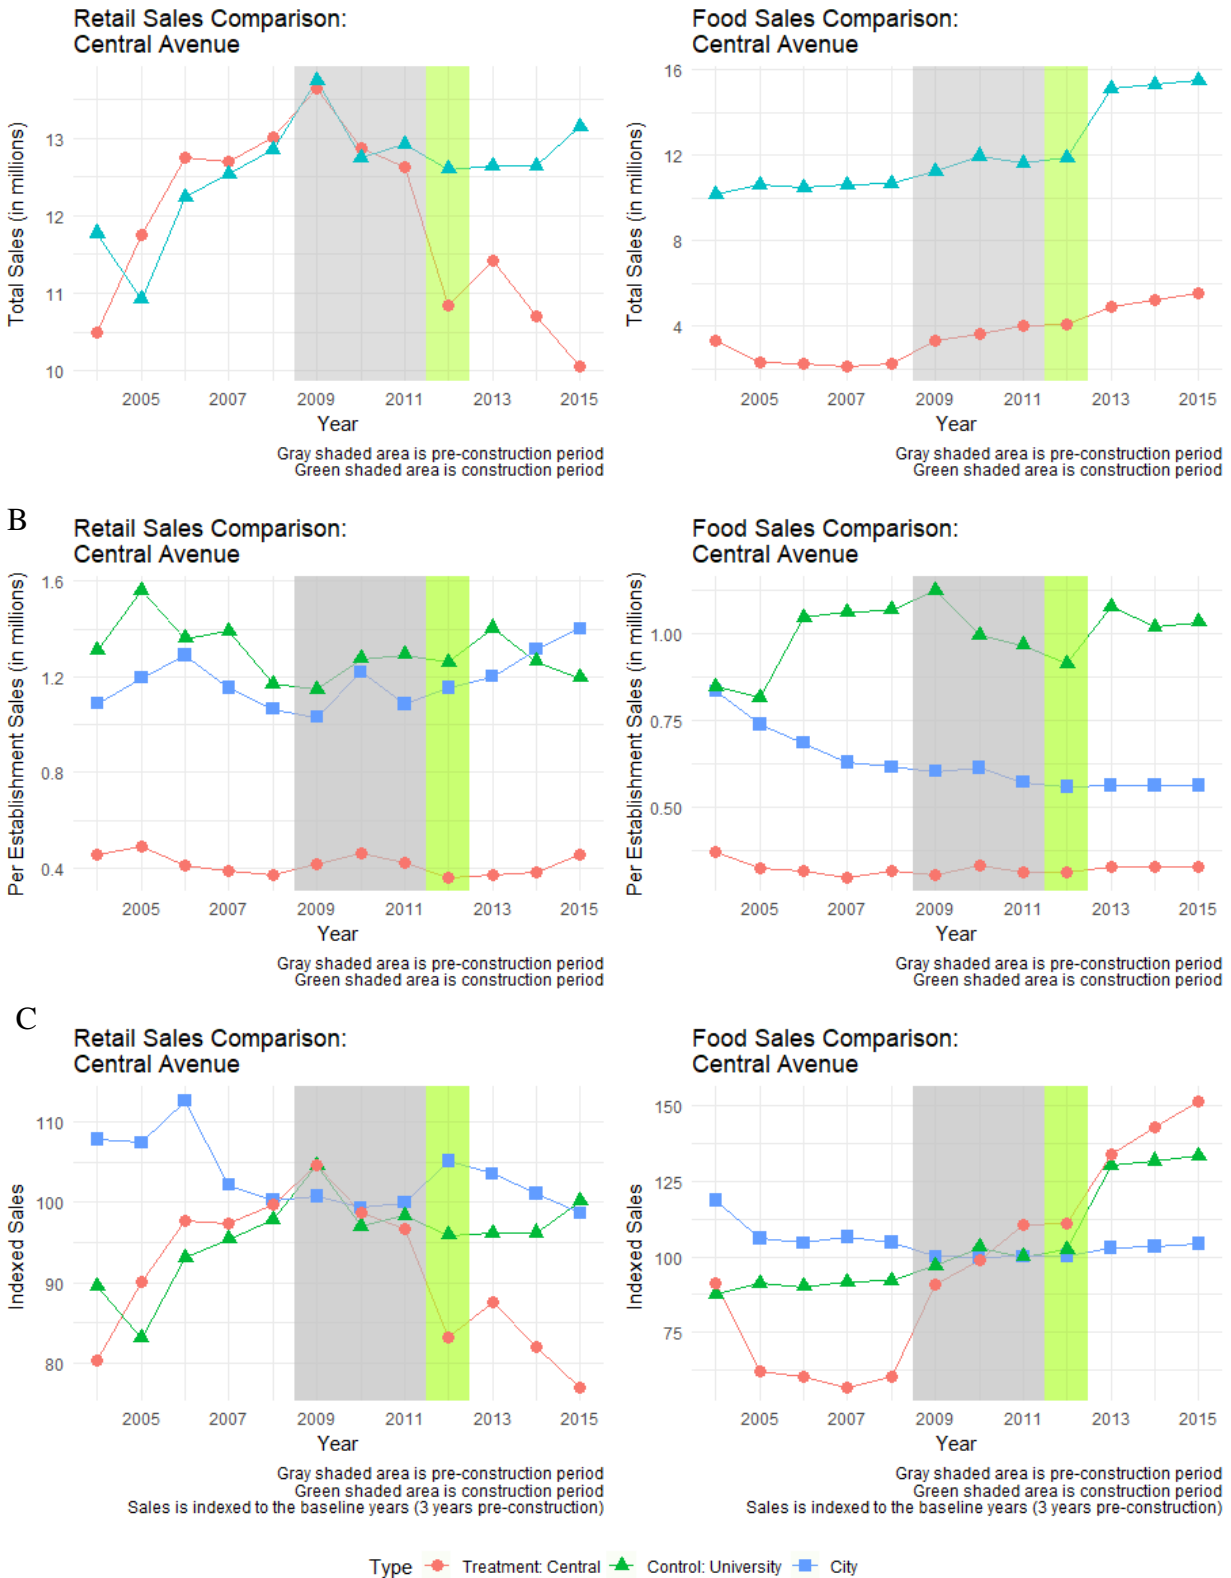 Retail Sales Comparison:
Central Avenue
Total Sales (in millions)
13
12
11
10
2005 2007 2009 2011 2013 2015
Year
Gray shaded area is pre-construction period
Green shaded area is construction period
Food Sales Comparison:
Central Avenue
Total Sales (in millions)
16
12
8
4
2005 2007 2009 2011 2013 2015
Year
Gray shaded area is pre-construction period
Green shaded area is construction period
B
Retail Sales Comparison:
Central Avenue
Per Establishment Sales (in millions)
1.6
1.2
0.8
0.4
2005 2007 2009 2011 2013 2015
Year
Gray shaded area is pre-construction period
Green shaded area is construction period
Food Sales Comparison:
Central Avenue
Per Establishment Sales (in millions)
1.00
0.75
0.50
2005 2007 2009 2011 2013 2015
Year
Gray shaded area is pre-construction period
Green shaded area is construction period
C
Retail Sales Comparison:
Central Avenue
Indexed Sales
110
100
90
80
2005 2007 2009 2011 2013 2015
Year
Gray shaded area is pre-construction period
Green shaded area is construction period
Sales is indexed to the baseline years (3 years pre-construction)
Food Sales Comparison:
Central Avenue
Indexed Sales
150
125
100
75
2005 2007 2009 2011 2013 2015
Year
Gray shaded area is pre-construction period
Green shaded area is construction period
Sales is indexed to the baseline years (3 years pre-construction)
Type Treatment: Central Control: University City